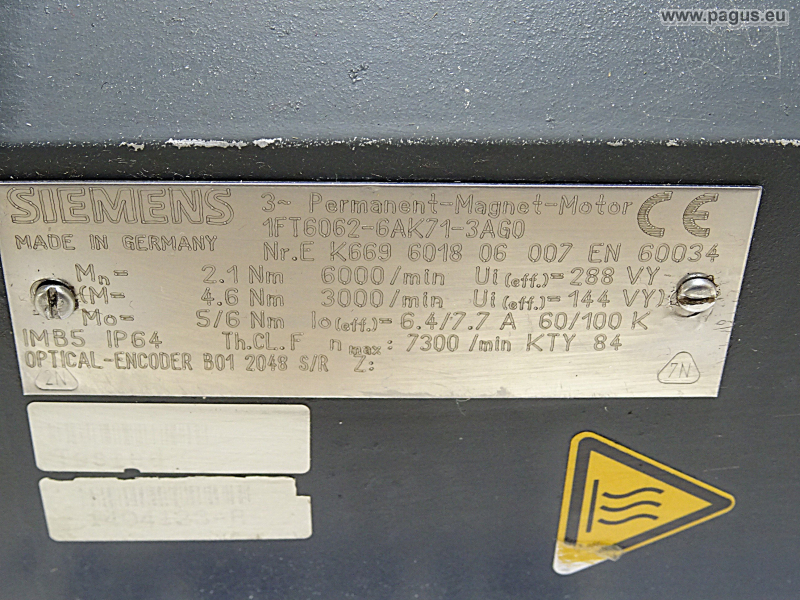 www.pagus.eu
SIEMENS 3~ Permanent-Magnet-Motor CE
1FT6062-6AK71-3AG0
MADE IN GERMANY Nr.E K669 6018 06 007 EN 60034
Mn= 2.1 Nm 6000/min Ui(eff.)=288 VY
(M= 4.6 Nm 3000/min Ui(eff.)=144 VY)
Mo= 5/6 Nm Io(eff.)=6.4/7.7 A 60/100 K
IMB5 IP64 Th.CL.F nmax: 7300/min KTY 84
OPTICAL-ENCODER B01 2048 S/R Z:
2N 7N